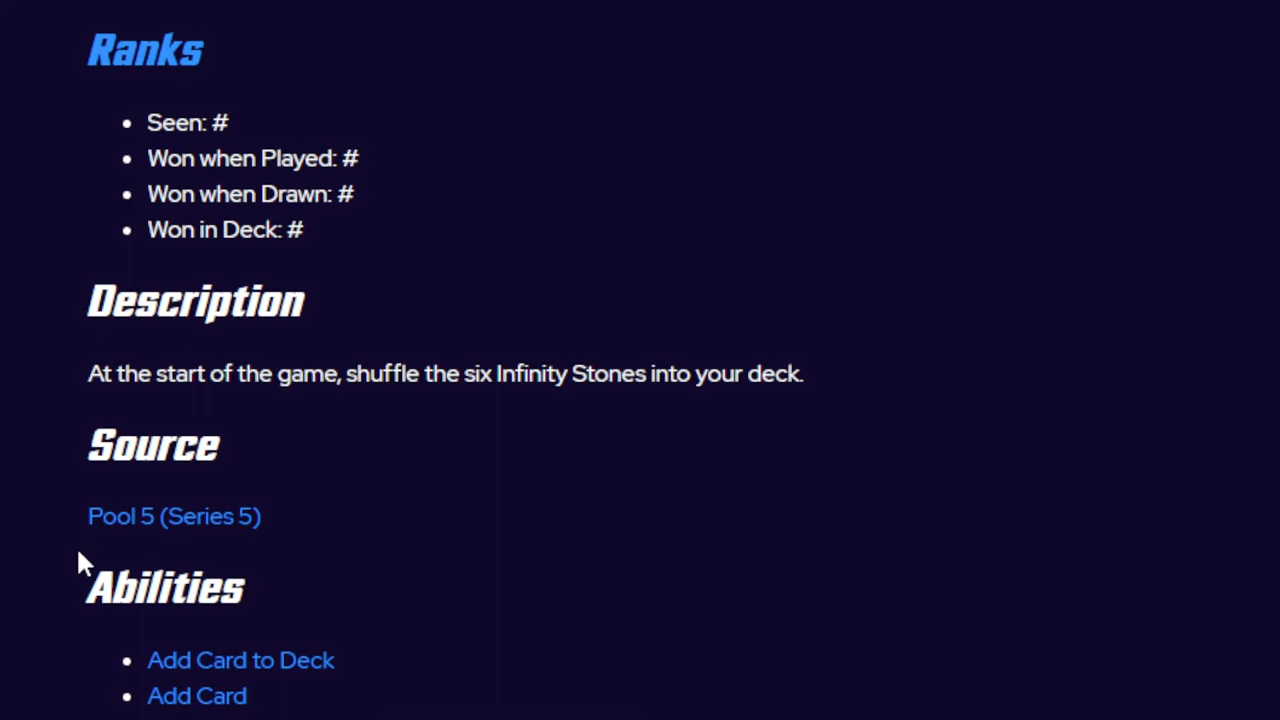 Ranks
Seen: #
Won when Played: #
Won when Drawn: #
Won in Deck: #
Description
At the start of the game, shuffle the six Infinity Stones into your deck.
Source
Pool 5 (Series 5)
Abilities
Add Card to Deck
Add Card